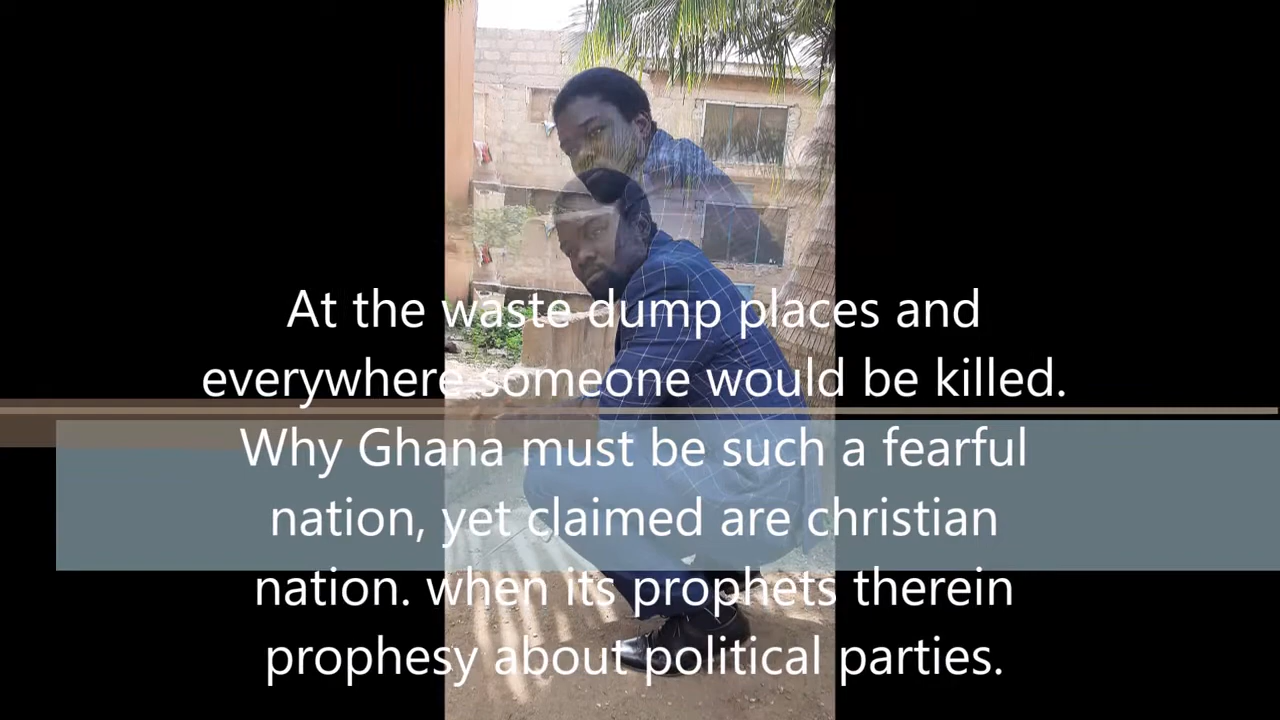 At the waste dump places and
everywhere someone would be killed.
Why Ghana must be such a fearful
nation, yet claimed are christian
nation. when its prophets therein
prophesy about political parties.